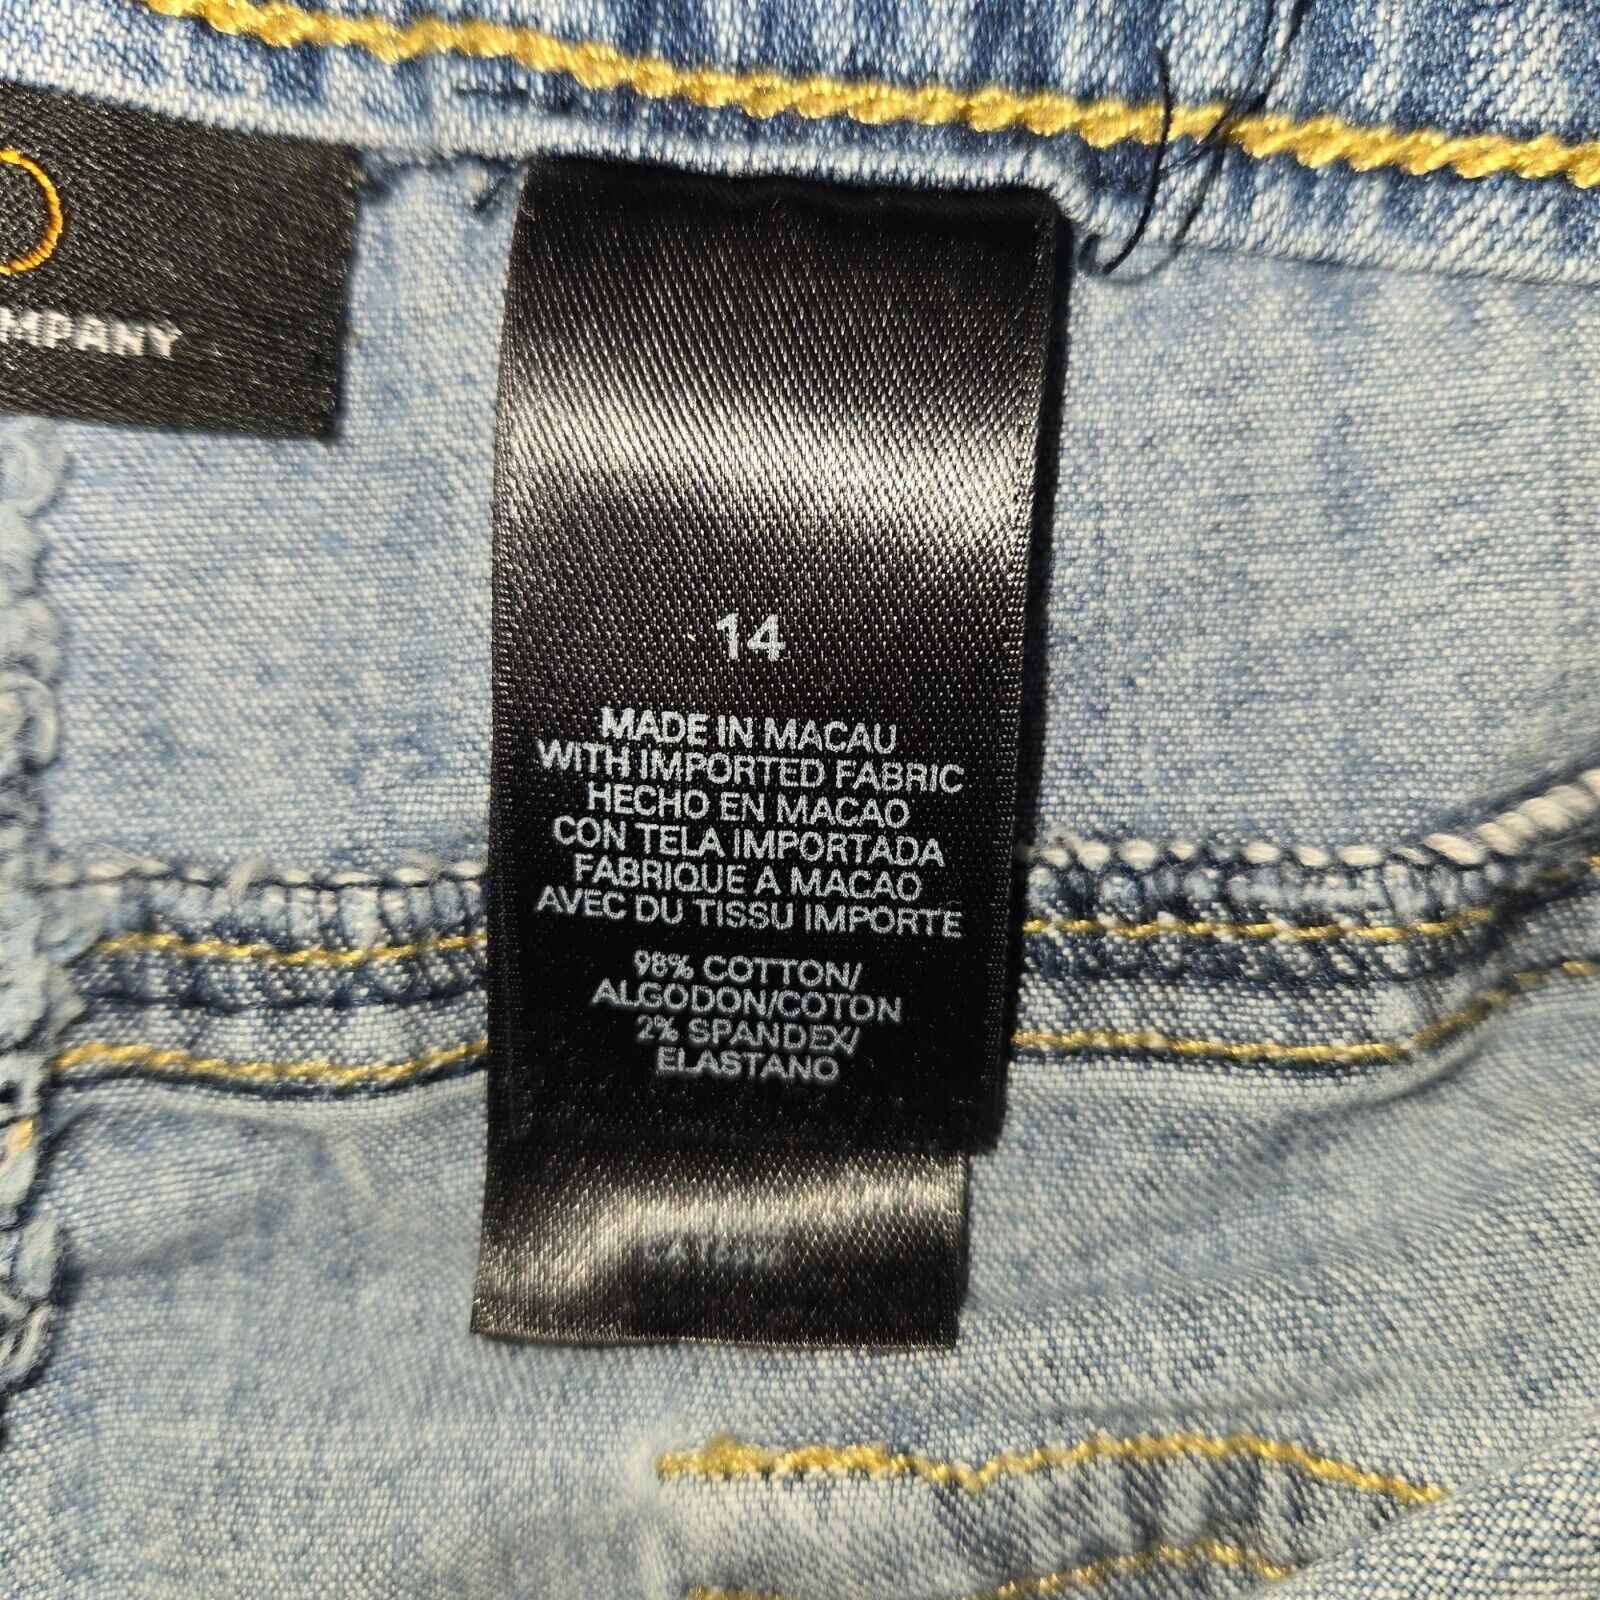 MPANY
14
MADE IN MACAU
WITH IMPORTED FABRIC
HECHO EN MACAO
CON TELA IMPORTADA
FABRIQUE A MACAO
AVEC DU TISSU IMPORTE
98% COTTON/
ALGODON/COTON
2% SPANDEX/
ELASTANO